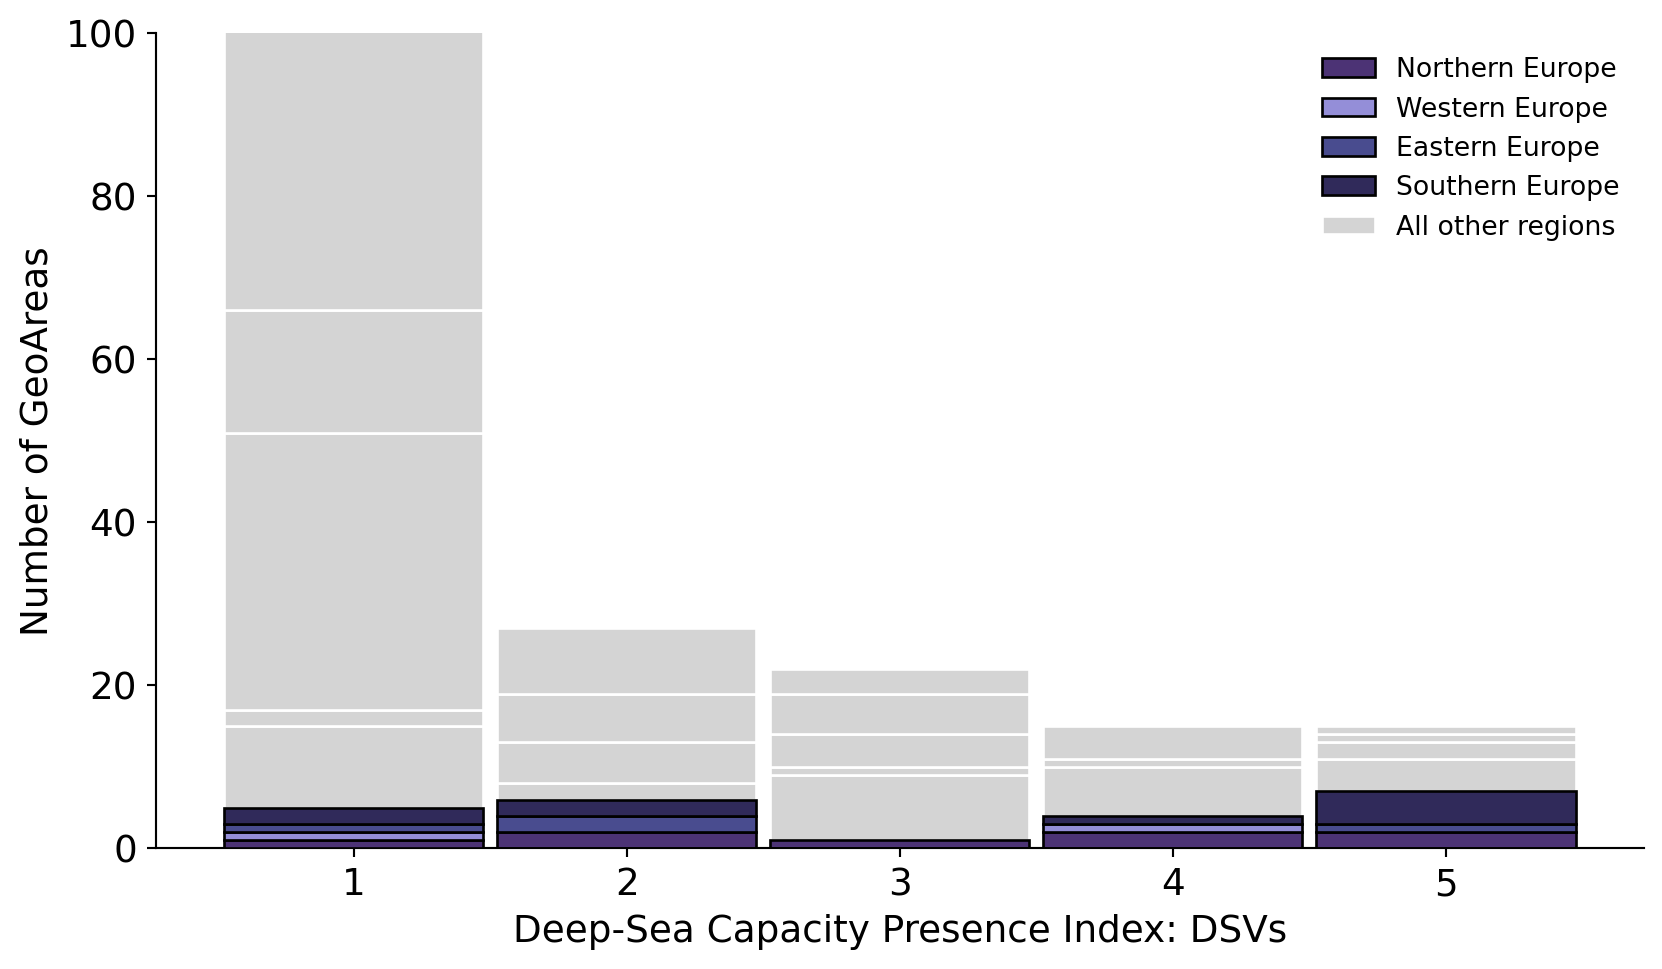 100
80
60
40
20
0
Number of GeoAreas
Northern Europe
Western Europe
Eastern Europe
Southern Europe
All other regions
1 2 3 4 5
Deep-Sea Capacity Presence Index: DSVs